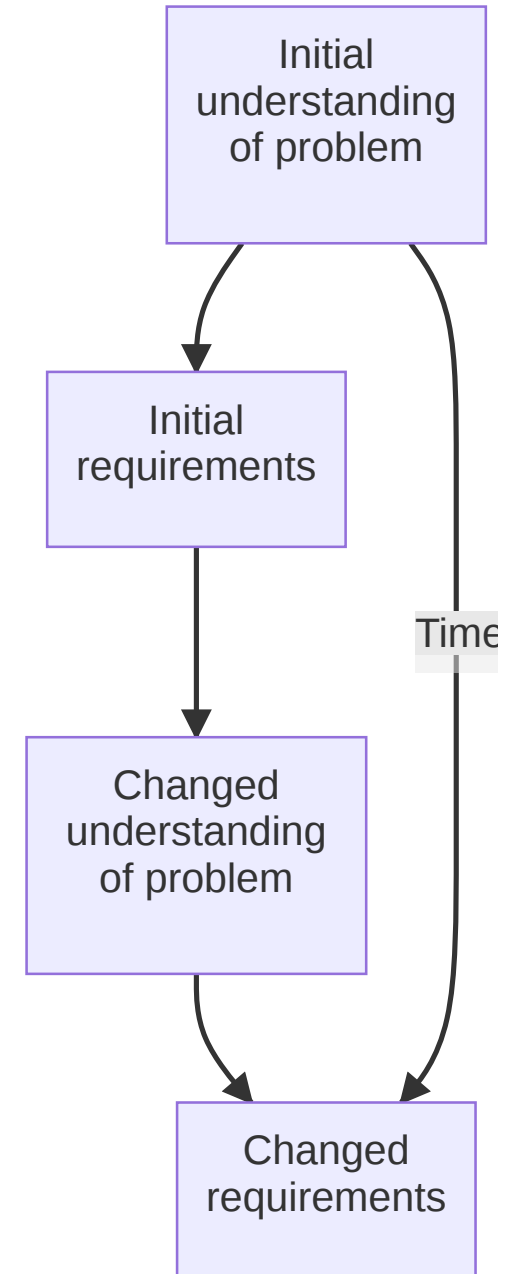 Initial
understanding
of problem
Initial
requirements
Time
Changed
understanding
of problem
Changed
requirements